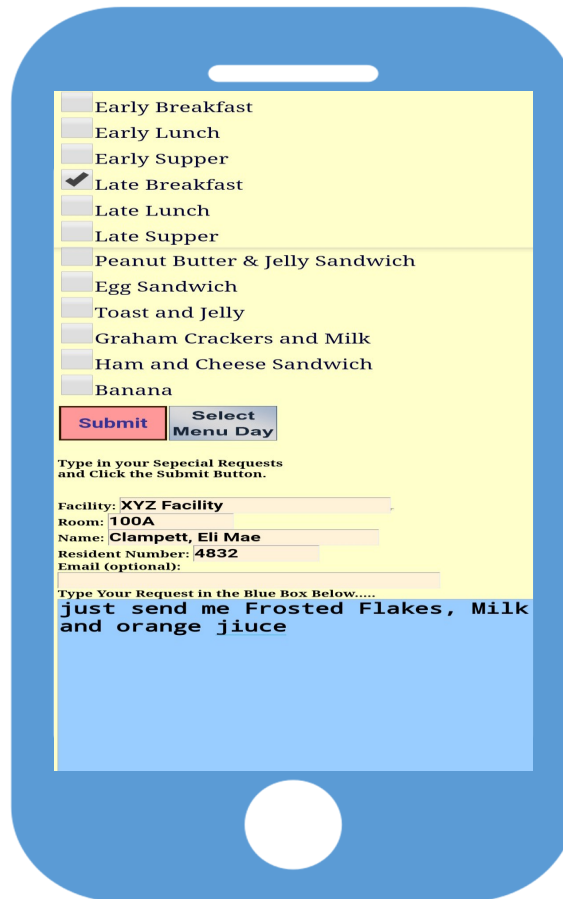 Early Breakfast
Early Lunch
Early Supper
Late Breakfast
Late Lunch
Late Supper
Peanut Butter & Jelly Sandwich
Egg Sandwich
Toast and Jelly
Graham Crackers and Milk
Ham and Cheese Sandwich
Banana
Submit
Select
Menu Day
Type in your Sepecial Requests
and Click the Submit Button.
Facility: XYZ Facility
Room: 100A
Name: Clampett, Eli Mae
Resident Number: 4832
Email (optional):
Type Your Request in the Blue Box Below.....
just send me Frosted Flakes, Milk
and orange jiuce